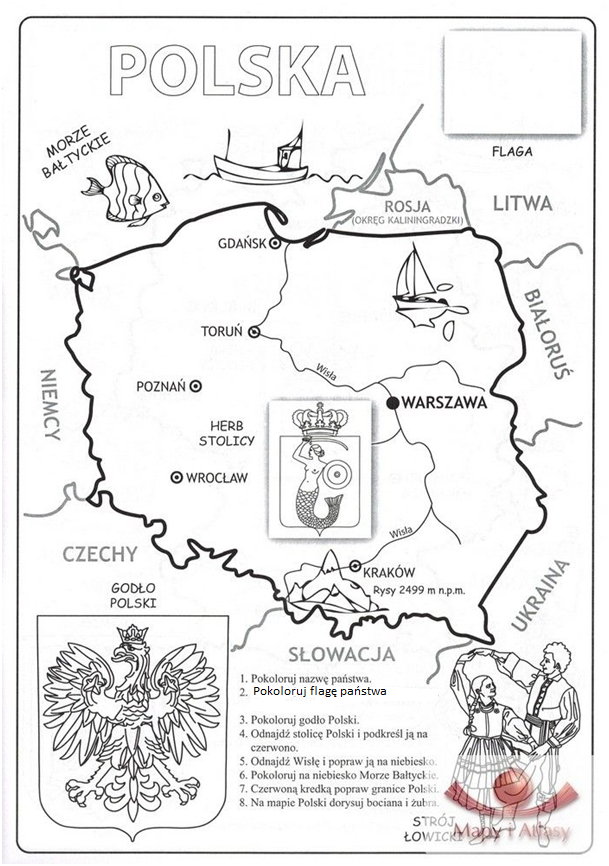 POLSKA
FLAGA
MORZE
BAŁTYCKIE
ROSJA
(OKRĘG KALININGRADZKI)
LITWA
GDAŃSK
BIAŁORUŚ
TORUŃ
Wisła
NIEMCY
POZNAŃ
WARSZAWA
HERB
STOLICY
WROCŁAW
Wisła
CZECHY
KRAKÓW
Rysy 2499 m n.p.m.
UKRAINA
GODŁO
POLSKI
SŁOWACJA
1. Pokoloruj nazwę państwa.
2. Pokoloruj flagę państwa
3. Pokoloruj godło Polski.
4. Odnajdź stolicę Polski i podkreśl ją na
czerwono.
5. Odnajdź Wisłę i popraw ją na niebiesko.
6. Pokoloruj na niebiesko Morze Bałtyckie.
7. Czerwoną kredką popraw granice Polski.
8. Na mapie Polski dorysuj bociana i żubra.
STRÓJ
ŁOWICKI
Mapy i Atlasy